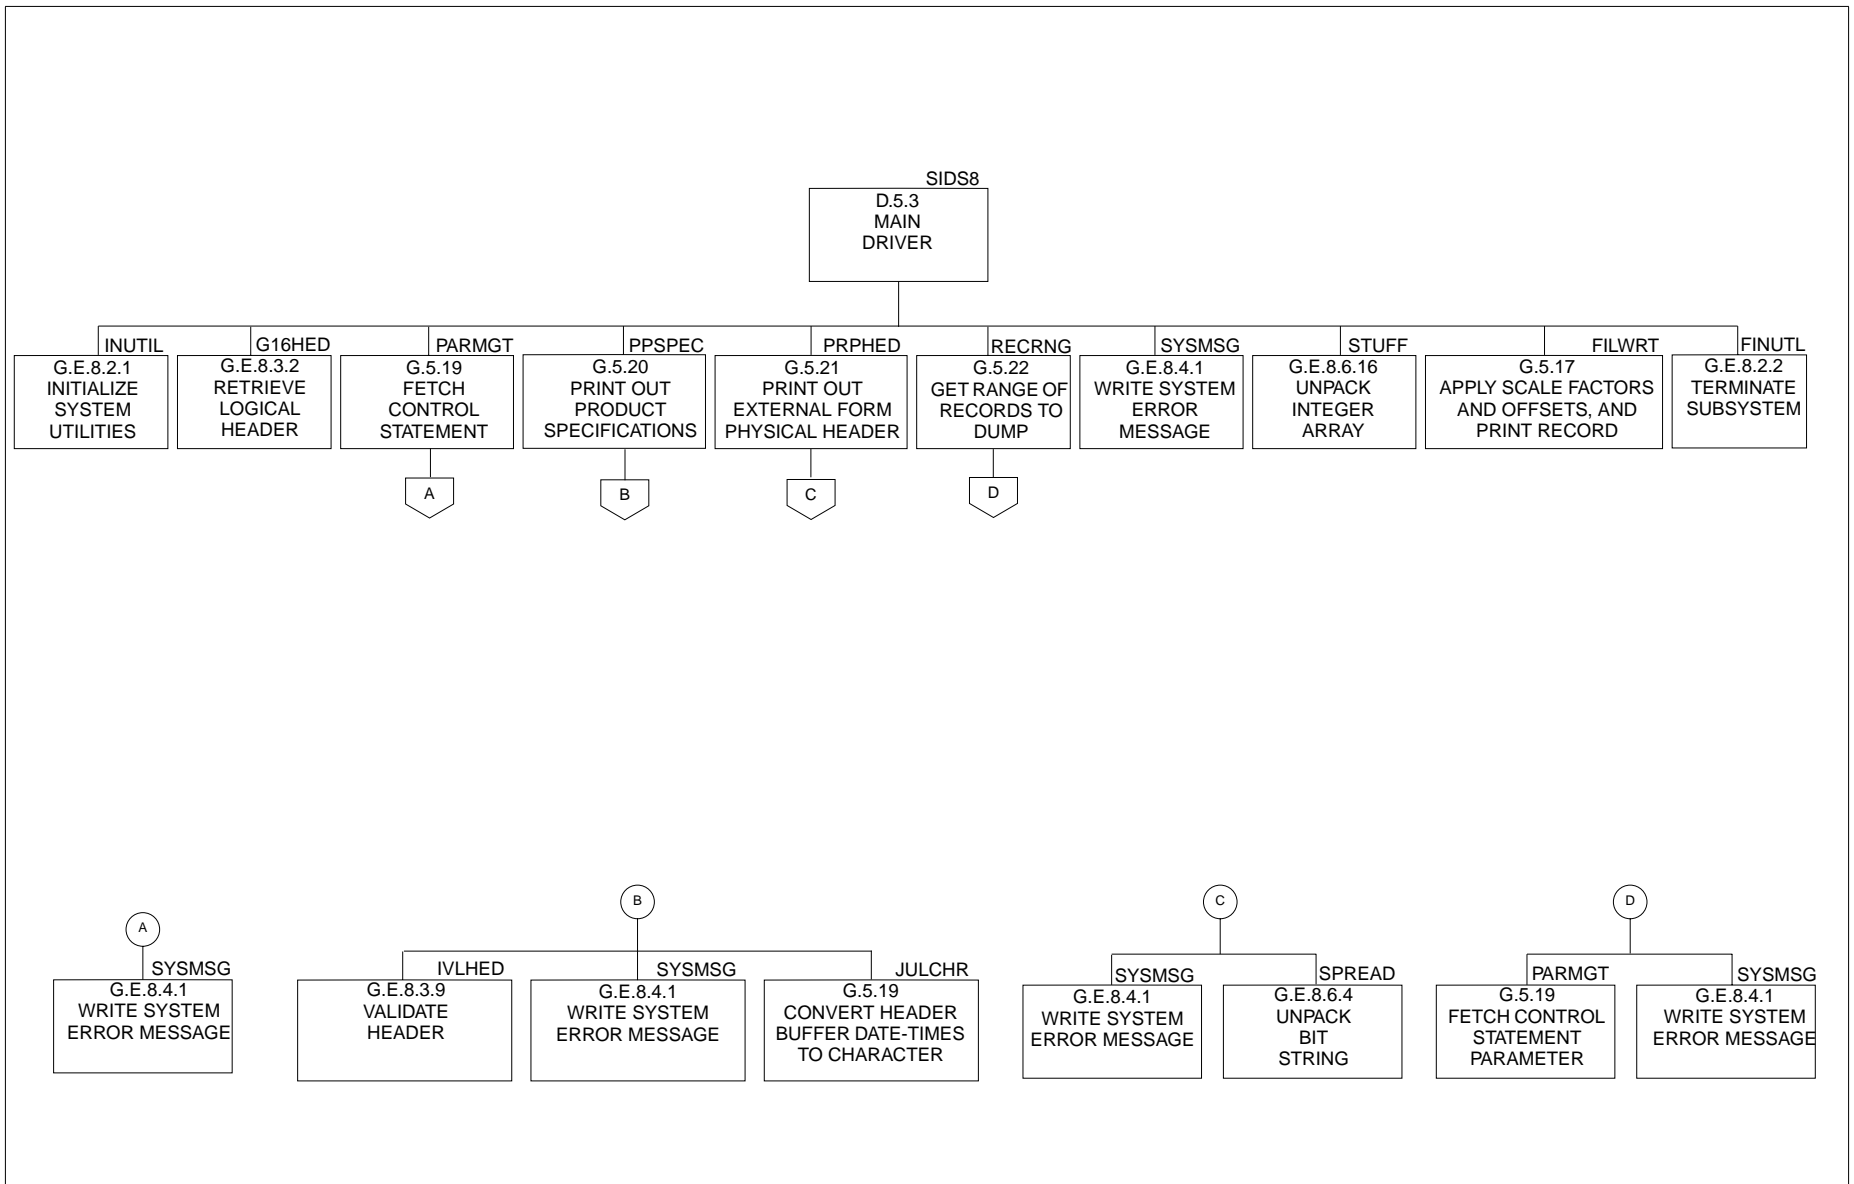 SIDS8
D.5.3
MAIN
DRIVER
INUTIL
G.E.8.2.1
INITIALIZE
SYSTEM
UTILITIES
G16HED
G.E.8.3.2
RETRIEVE
LOGICAL
HEADER
PARMGT
G.5.19
FETCH
CONTROL
STATEMENT
A
PPSPEC
G.5.20
PRINT OUT
PRODUCT
SPECIFICATIONS
B
PRPHED
G.5.21
PRINT OUT
EXTERNAL FORM
PHYSICAL HEADER
C
RECRNG
G.5.22
GET RANGE OF
RECORDS TO
DUMP
D
SYSMSG
G.E.8.4.1
WRITE SYSTEM
ERROR
MESSAGE
STUFF
G.E.8.6.16
UNPACK
INTEGER
ARRAY
FILWRT
G.5.17
APPLY SCALE FACTORS
AND OFFSETS, AND
PRINT RECORD
FINUTL
G.E.8.2.2
TERMINATE
SUBSYSTEM
A
SYSMSG
G.E.8.4.1
WRITE SYSTEM
ERROR MESSAGE
B
IVLHED
G.E.8.3.9
VALIDATE
HEADER
SYSMSG
G.E.8.4.1
WRITE SYSTEM
ERROR MESSAGE
JULCHR
G.5.19
CONVERT HEADER
BUFFER DATE-TIMES
TO CHARACTER
C
SYSMSG
G.E.8.4.1
WRITE SYSTEM
ERROR MESSAGE
SPREAD
G.E.8.6.4
UNPACK
BIT
STRING
D
PARMGT
G.5.19
FETCH CONTROL
STATEMENT
PARAMETER
SYSMSG
G.E.8.4.1
WRITE SYSTEM
ERROR MESSAGE